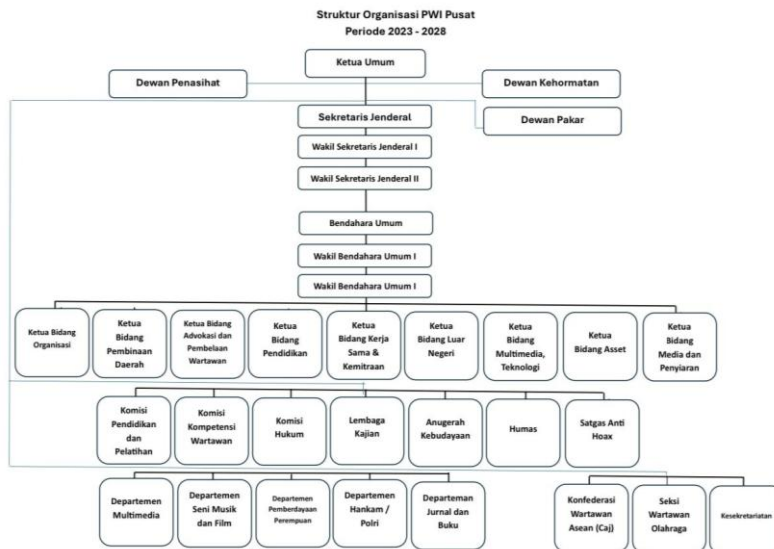 Struktur Organisasi PWI Pusat
Periode 2023 - 2028
Ketua Umum
Dewan Penasihat
Dewan Kehormatan
Sekretaris Jenderal
Dewan Pakar
Wakil Sekretaris Jenderal I
Wakil Sekretaris Jenderal II
Bendahara Umum
Wakil Bendahara Umum I
Wakil Bendahara Umum I
Ketua Bidang
Organisasi
Ketua
Bidang
Pembinaan
Daerah
Ketua Bidang
Advokasi dan
Pembelaan
Wartawan
Ketua
Bidang
Pendidikan
Ketua
Bidang Kerja
Sama &
Kemitraan
Ketua
Bidang Luar
Negeri
Ketua
Bidang
Multimedia,
Teknologi
Ketua
Bidang Asset
Ketua
Bidang
Media dan
Penyiaran
Komisi
Pendidikan
dan
Pelatihan
Komisi
Kompetensi
Wartawan
Komisi
Hukum
Lembaga
Kajian
Anugerah
Kebudayaan
Humas
Satgas Anti
Hoax
Departemen
Multimedia
Departemen
Seni Musik
dan Film
Departemen
Pemberdayaan
Perempuan
Departemen
Hankam /
Polri
Departeman
Jurnal dan
Buku
Konfederasi
Wartawan
Asean (Caj)
Seksi
Wartawan
Olahraga
Kesekretariatan